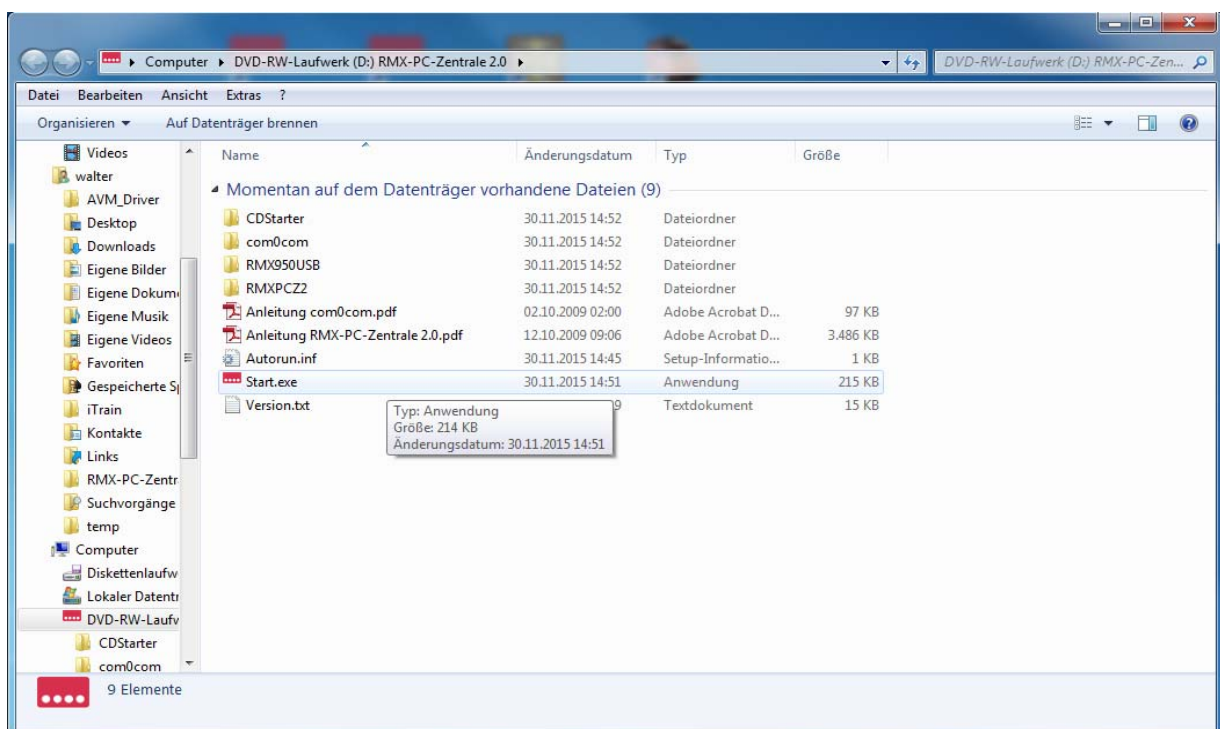 Computer ▸ DVD-RW-Laufwerk (D:) RMX-PC-Zentrale 2.0 ▸
DVD-RW-Laufwerk (D:) RMX-PC-Zen...
Datei Bearbeiten Ansicht Extras ?
Organisieren Auf Datenträger brennen
Name Änderungsdatum Typ Größe
Videos
walter
AVM_Driver
Desktop
Downloads
Eigene Bilder
Eigene Dokum
Eigene Musik
Eigene Videos
Favoriten
Gespeicherte S
iTrain
Kontakte
Links
RMX-PC-Zentr
Suchvorgänge
temp
Computer
Diskettenlaufw
Lokaler Datent
DVD-RW-Laufv
CDStarter
com0com
Momentan auf dem Datenträger vorhandene Dateien (9)
CDStarter 30.11.2015 14:52 Dateiordner
com0com 30.11.2015 14:52 Dateiordner
RMX950USB 30.11.2015 14:52 Dateiordner
RMXPCZ2 30.11.2015 14:52 Dateiordner
Anleitung com0com.pdf 02.10.2009 02:00 Adobe Acrobat D... 97 KB
Anleitung RMX-PC-Zentrale 2.0.pdf 12.10.2009 09:06 Adobe Acrobat D... 3.486 KB
Autorun.inf 30.11.2015 14:45 Setup-Informatio... 1 KB
Start.exe 30.11.2015 14:51 Anwendung 215 KB
Version.txt 9 Textdokument 15 KB
Typ: Anwendung
Größe: 214 KB
Änderungsdatum: 30.11.2015 14:51
9 Elemente